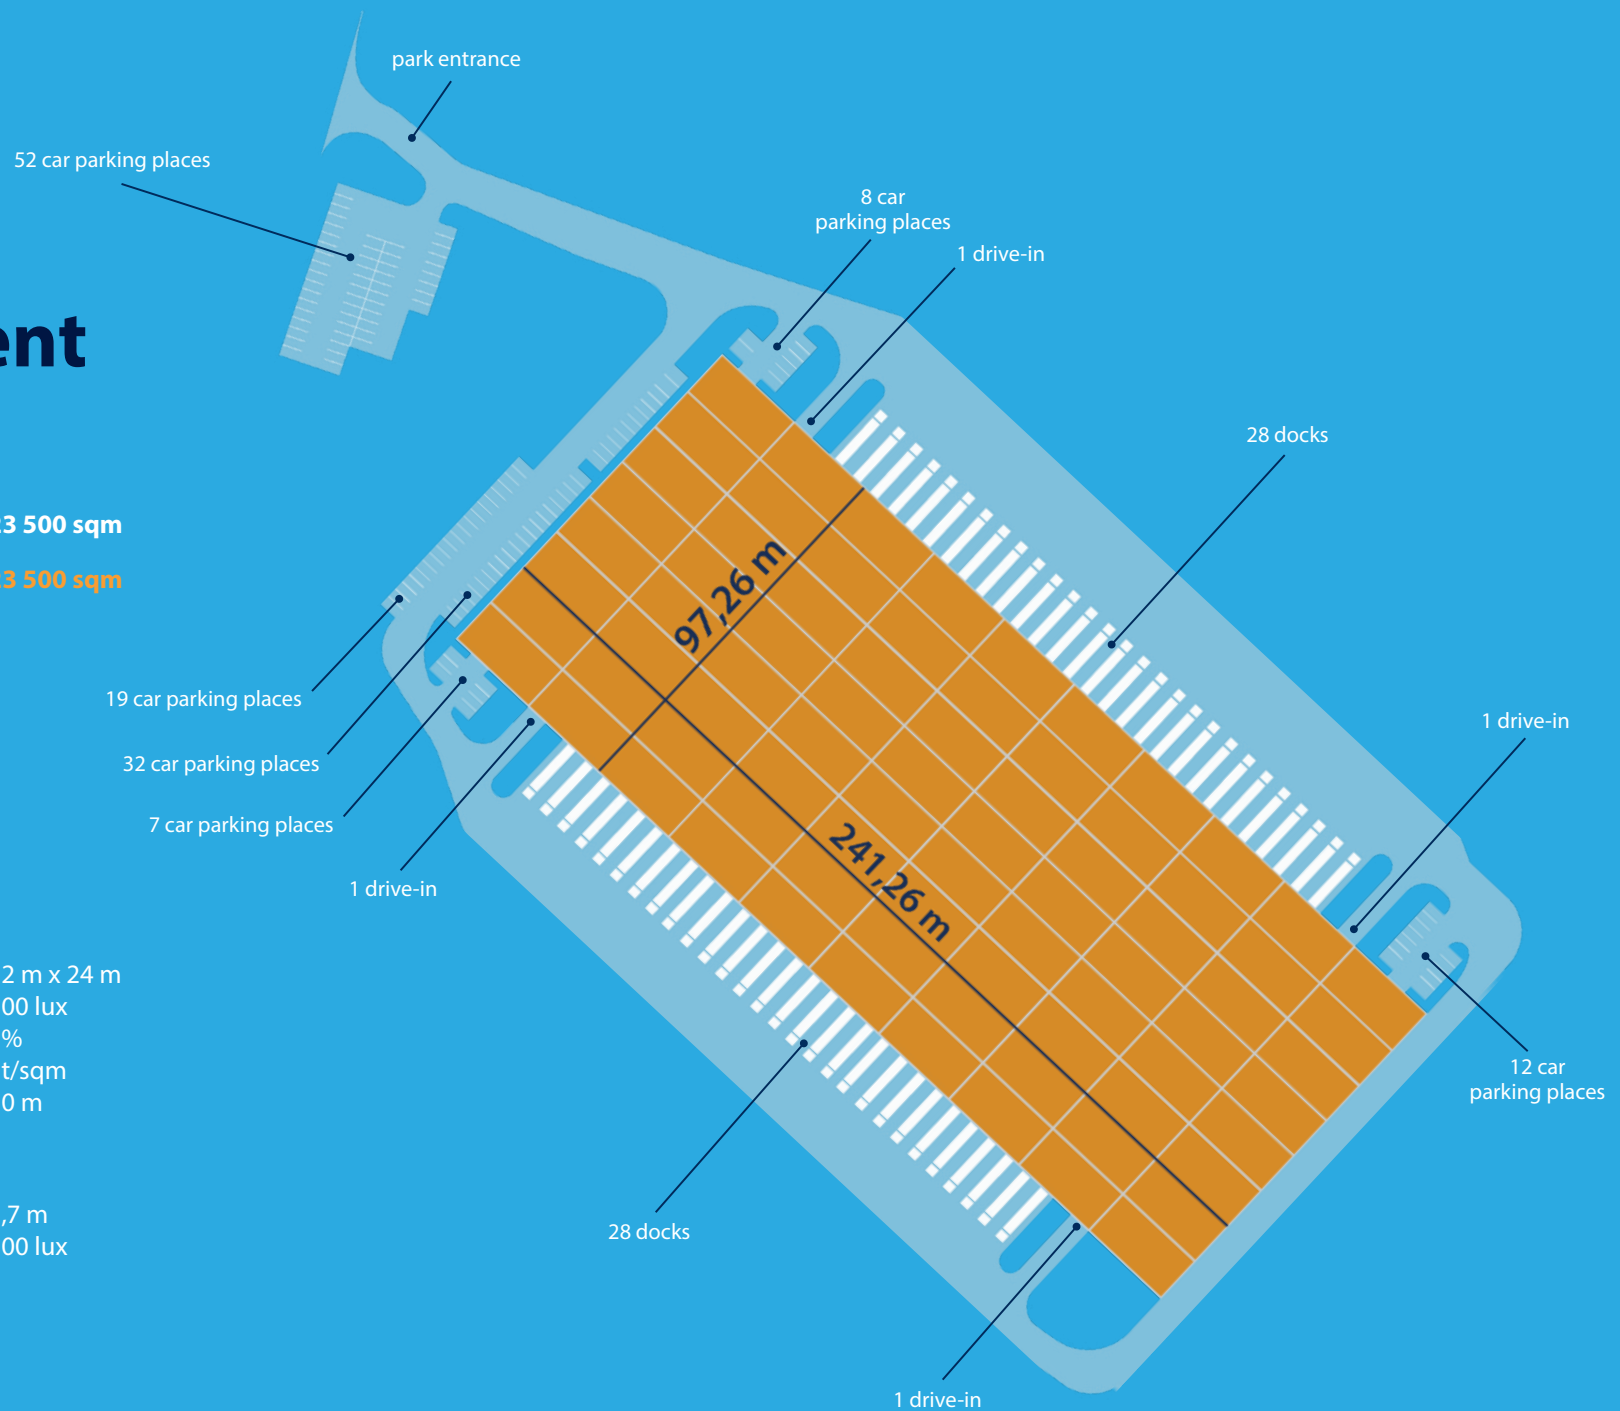 park entrance
52 car parking places
8 car
parking places
1 drive-in
ent
28 docks
3 500 sqm
3 500 sqm
97,26 m
19 car parking places
32 car parking places
7 car parking places
1 drive-in
1 drive-in
241,26 m
2 m x 24 m
00 lux
%
t/sqm
0 m
12 car
parking places
,7 m
00 lux
28 docks
1 drive-in